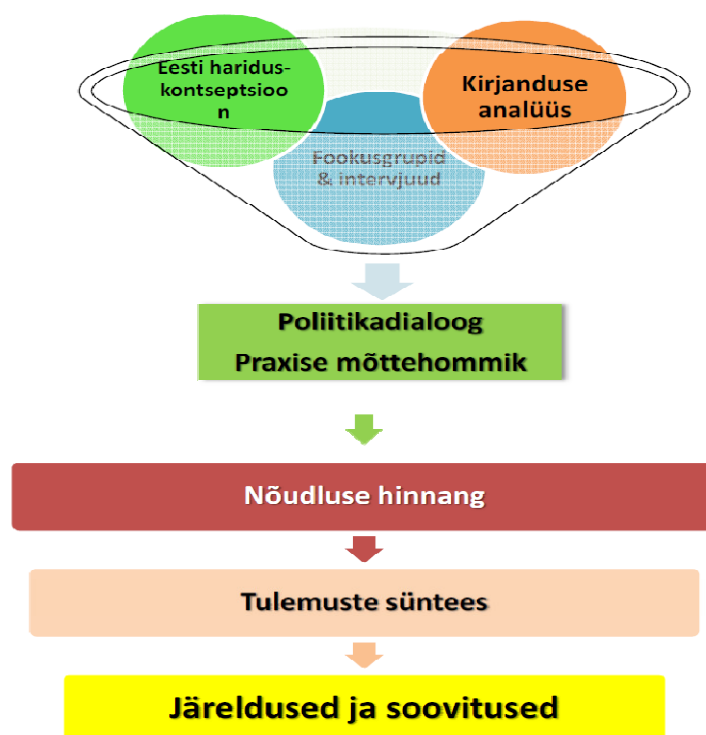 Eesti haridus-
kontseptsioo
n
Kirjanduse
analüüs
Fookusgrupid
& intervjuud
Poliitikadialoog
Praxise mõttehommik
Nõudluse hinnang
Tulemuste süntees
Järeldused ja soovitused